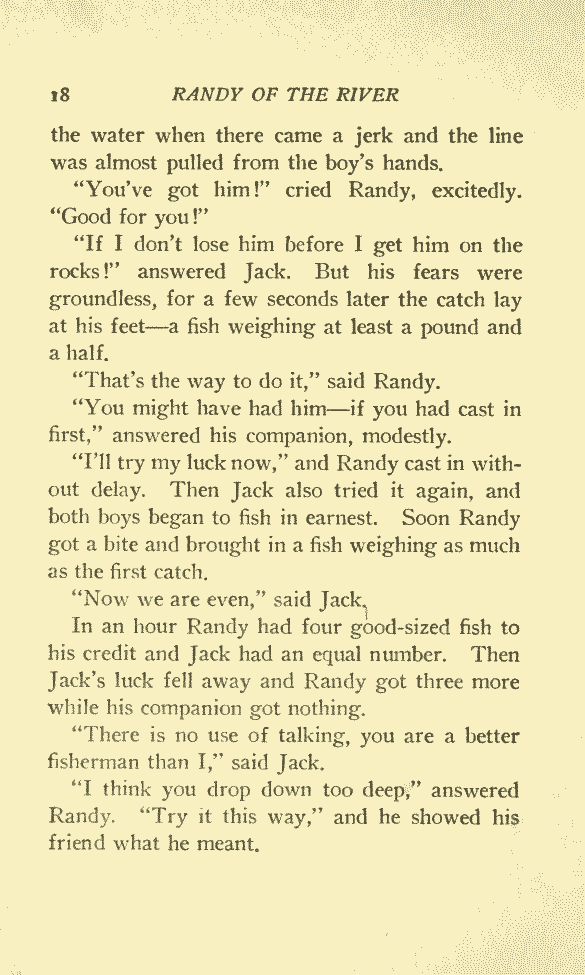 18 RANDY OF THE RIVER
the water when there came a jerk and the line
was almost pulled from the boy's hands.
"You've got him!" cried Randy, excitedly.
"Good for you!"
"If I don't lose him before I get him on the
rocks!" answered Jack. But his fears were
groundless, for a few seconds later the catch lay
at his feet—a fish weighing at least a pound and
a half.
"That's the way to do it," said Randy.
"You might have had him—if you had cast in
first," answered his companion, modestly.
"I'll try my luck now," and Randy cast in with-
out delay. Then Jack also tried it again, and
both boys began to fish in earnest. Soon Randy
got a bite and brought in a fish weighing as much
as the first catch.
"Now we are even," said Jack.
In an hour Randy had four good-sized fish to
his credit and Jack had an equal number. Then
Jack's luck fell away and Randy got three more
while his companion got nothing.
"There is no use of talking, you are a better
fisherman than I," said Jack.
"I think you drop down too deep," answered
Randy. "Try it this way," and he showed his
friend what he meant.